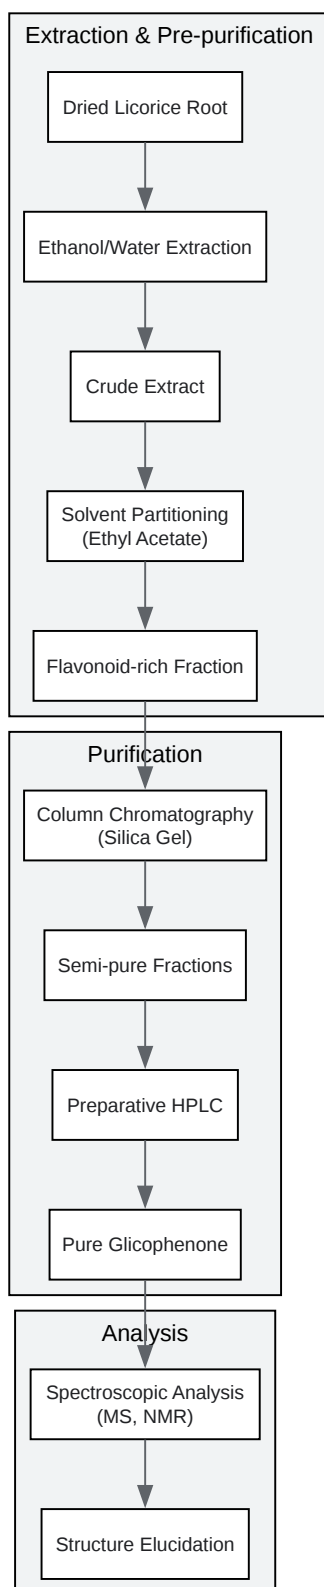 Extraction & Pre-purification
Dried Licorice Root
Ethanol/Water Extraction
Crude Extract
Solvent Partitioning
(Ethyl Acetate)
Flavonoid-rich Fraction
Purification
Column Chromatography
(Silica Gel)
Semi-pure Fractions
Preparative HPLC
Pure Glicophenone
Analysis
Spectroscopic Analysis
(MS, NMR)
Structure Elucidation